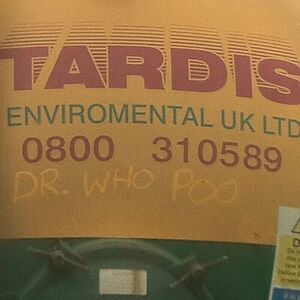 TARDIS
ENVIROMENTAL UK LTD
0800 310589
DR. WHO POO